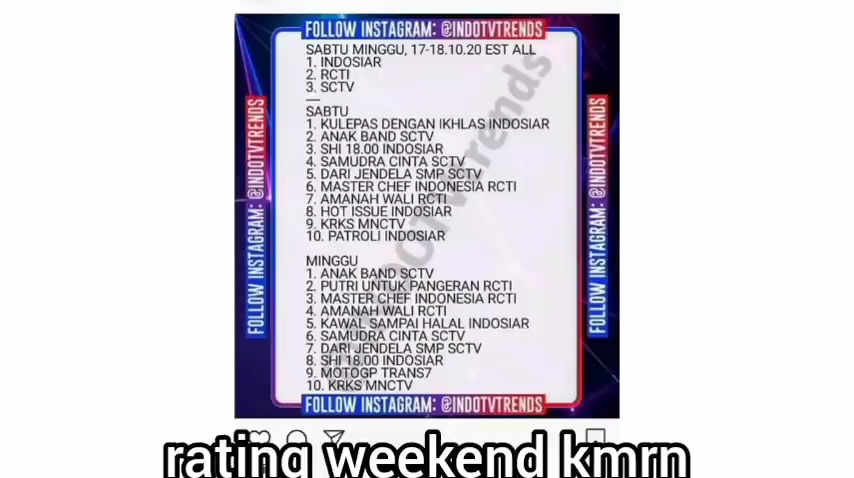 FOLLOW INSTAGRAM: @INDOTVTRENDS
SABTU MINGGU, 17-18.10.20 EST ALL
1. INDOSIAR
2. RCTI
3. SCTV
—
SABTU
1. KULEPAS DENGAN IKHLAS INDOSIAR
2. ANAK BAND SCTV
3. SHI 18.00 INDOSIAR
4. SAMUDRA CINTA SCTV
5. DARI JENDELA SMP SCTV
6. MASTER CHEF INDONESIA RCTI
7. AMANAH WALI RCTI
8. HOT ISSUE INDOSIAR
9. KRKS MNCTV
10. PATROLI INDOSIAR
MINGGU
1. ANAK BAND SCTV
2. PUTRI UNTUK PANGERAN RCTI
3. MASTER CHEF INDONESIA RCTI
4. AMANAH WALI RCTI
5. KAWAL SAMPAI HALAL INDOSIAR
6. SAMUDRA CINTA SCTV
7. DARI JENDELA SMP SCTV
8. SHI 18.00 INDOSIAR
9. MOTOGP TRANS7
10. KRKS MNCTV
FOLLOW INSTAGRAM: @INDOTVTRENDS
FOLLOW INSTAGRAM: @INDOTVTRENDS
FOLLOW INSTAGRAM: @INDOTVTRENDS
rating weekend kmrn